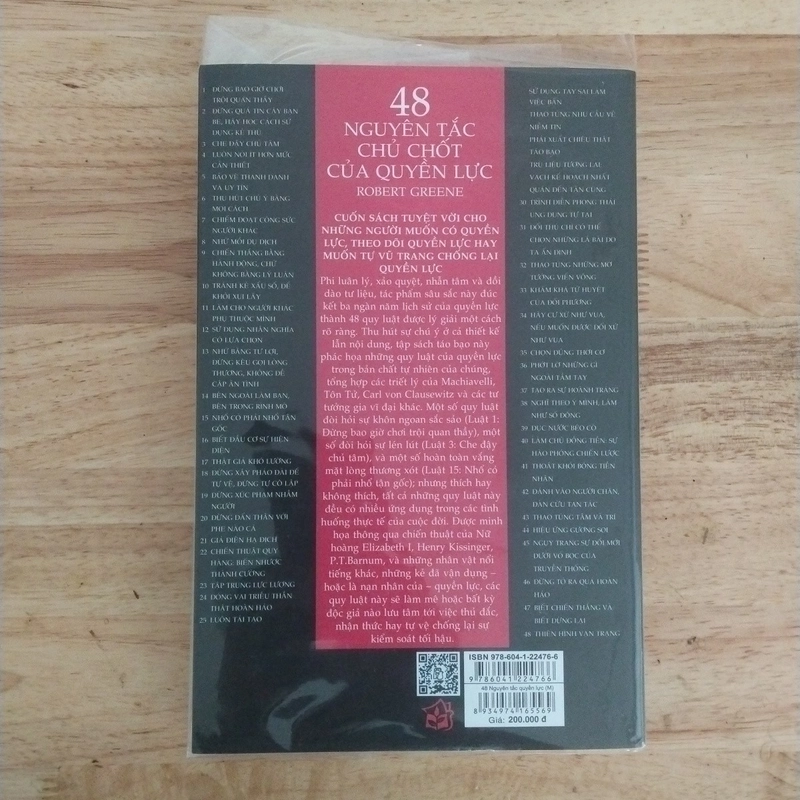 1 ĐỪNG BAO GIỜ CHƠI
TRỘI QUAN THẦY
2 ĐỪNG QUÁ TIN CẬY BẠN
BÈ, HÃY HỌC CÁCH SỬ
DỤNG KẺ THÙ
3 CHE ĐẬY CHỦ TÂM
4 LUÔN NÓI ÍT HƠN MỨC
CẦN THIẾT
5 BẢO VỆ THANH DANH
VÀ UY TÍN
6 THU HÚT CHÚ Ý BẰNG
MỌI CÁCH
7 CHIẾM ĐOẠT CÔNG SỨC
NGƯỜI KHÁC
8 NHỬ MỒI DỤ ĐỊCH
9 CHIẾN THẮNG BẰNG
HÀNH ĐỘNG, CHỨ
KHÔNG BẰNG LÝ LUẬN
10 TRÁNH KẺ XẤU SỐ, ĐỂ
KHỎI XUI LÂY
11 LÀM CHO NGƯỜI KHÁC
PHỤ THUỘC MÌNH
12 SỬ DỤNG NHÂN NGHĨA
CÓ LỰA CHỌN
13 NHỜ BẰNG TƯ LỢI,
ĐỪNG KÊU GỌI LÒNG
THƯƠNG, KHÔNG ĐỀ
CẬP ÂN TÌNH
14 BÊN NGOÀI LÀM BẠN,
BÊN TRONG RÌNH MÒ
15 NHỔ CỎ PHẢI NHỔ TẬN
GỐC
16 BIẾT ĐẦU CƠ SỰ HIỆN
DIỆN
17 THẬT GIẢ KHÓ LƯỜNG
18 ĐỪNG XÂY PHÁO ĐÀI ĐỂ
TỰ VỆ, ĐỪNG TỰ CÔ LẬP
19 ĐỪNG XÚC PHẠM NHẦM
NGƯỜI
20 ĐỪNG DẤN THÂN VỚI
PHE NÀO CẢ
21 GIẢ ĐIÊN HẠ ĐỊCH
22 CHIẾN THUẬT QUY
HÀNG: BIẾN NHƯỢC
THÀNH CƯƠNG
23 TẬP TRUNG LỰC LƯỢNG
24 ĐÓNG VAI TRIỀU THẦN
THẬT HOÀN HẢO
25 LUÔN TÁI TẠO
48
NGUYÊN TẮC
CHỦ CHỐT
CỦA QUYỀN LỰC
ROBERT GREENE
CUỐN SÁCH TUYỆT VỜI CHO
NHỮNG NGƯỜI MUỐN CÓ QUYỀN
LỰC, THEO DÕI QUYỀN LỰC HAY
MUỐN TỰ VŨ TRANG CHỐNG LẠI
QUYỀN LỰC
Phi luân lý, xảo quyệt, nhẫn tâm và dồi
dào tư liệu, tác phẩm sâu sắc này đúc
kết ba ngàn năm lịch sử của quyền lực
thành 48 quy luật được lý giải một cách
rõ ràng. Thu hút sự chú ý ở cả thiết kế
lẫn nội dung, tập sách táo bạo này
phác họa những quy luật của quyền lực
trong bản chất tự nhiên của chúng,
tổng hợp các triết lý của Machiavelli,
Tôn Tử, Carl von Clausewitz và các tư
tưởng gia vĩ đại khác. Một số quy luật
đòi hỏi sự khôn ngoan sắc sảo (Luật 1:
Đừng bao giờ chơi trội quan thầy), một
số đòi hỏi sự lén lút (Luật 3: Che đậy
chủ tâm), và một số hoàn toàn vắng
mặt lòng thương xót (Luật 15: Nhổ cỏ
phải nhổ tận gốc); nhưng thích hay
không thích, tất cả những quy luật này
đều có nhiều ứng dụng trong các tình
huống thực tế của cuộc đời. Được minh
họa thông qua chiến thuật của Nữ
hoàng Elizabeth I, Henry Kissinger,
P.T.Barnum, và những nhân vật nổi
tiếng khác, những kẻ đã vận dụng –
hoặc là nạn nhân của – quyền lực, các
quy luật này sẽ làm mê hoặc bất kỳ
độc giả nào lưu tâm tới việc thủ đắc,
nhận thức hay tự vệ chống lại sự
kiểm soát tối hậu.
SỬ DỤNG TAY SAI LÀM
VIỆC BẨN
THAO TÚNG NHU CẦU VỀ
NIỀM TIN
PHẢI XUẤT CHIÊU THẬT
TÁO BẠO
TRÙ LIỆU TƯƠNG LAI,
VẠCH KẾ HOẠCH NHẤT
QUÁN ĐẾN TẬN CÙNG
30 TRÌNH DIỄN PHONG THÁI
UNG DUNG TỰ TẠI
31 ĐỐI THỦ CHỈ CÓ THỂ
CHỌN NHỮNG LÁ BÀI DO
TA ẤN ĐỊNH
32 THAO TÚNG NHỮNG MƠ
TƯỞNG VIỂN VÔNG
33 KHÁM KHÁ TỬ HUYỆT
CỦA ĐỐI PHƯƠNG
34 HÃY CƯ XỬ NHƯ VUA,
NẾU MUỐN ĐƯỢC ĐỐI XỬ
NHƯ VUA
35 CHỌN ĐÚNG THỜI CƠ
36 PHỚT LỜ NHỮNG GÌ
NGOÀI TẦM TAY
37 TẠO RA SỰ HOÀNH TRÁNG
38 NGHĨ THEO Ý MÌNH, LÀM
NHƯ SỐ ĐÔNG
39 ĐỤC NƯỚC BÉO CÒ
40 LÀM CHỦ ĐỒNG TIỀN: SỰ
HÀO PHÓNG CHIẾN LƯỢC
41 THOÁT KHỎI BÓNG TIỀN
NHÂN
42 ĐÁNH VÀO NGƯỜI CHĂN,
ĐÀN CỪU TAN TÁC
43 THAO TÚNG TÂM VÀ TRÍ
44 HIỆU ỨNG GƯƠNG SOI
45 NGỤY TRANG SỰ ĐỔI MỚI
DƯỚI VỎ BỌC CỦA
TRUYỀN THỐNG
46 ĐỪNG TỎ RA QUÁ HOÀN
HẢO
47 BIẾT CHIẾN THẮNG VÀ
BIẾT DỪNG LẠI
48 THIÊN HÌNH VẠN TRẠNG
ISBN 978-604-1-22476-6
9 786041 224766
48 Nguyên tắc quyền lực (M)
8 934974 165569
Giá: 200.000 đ